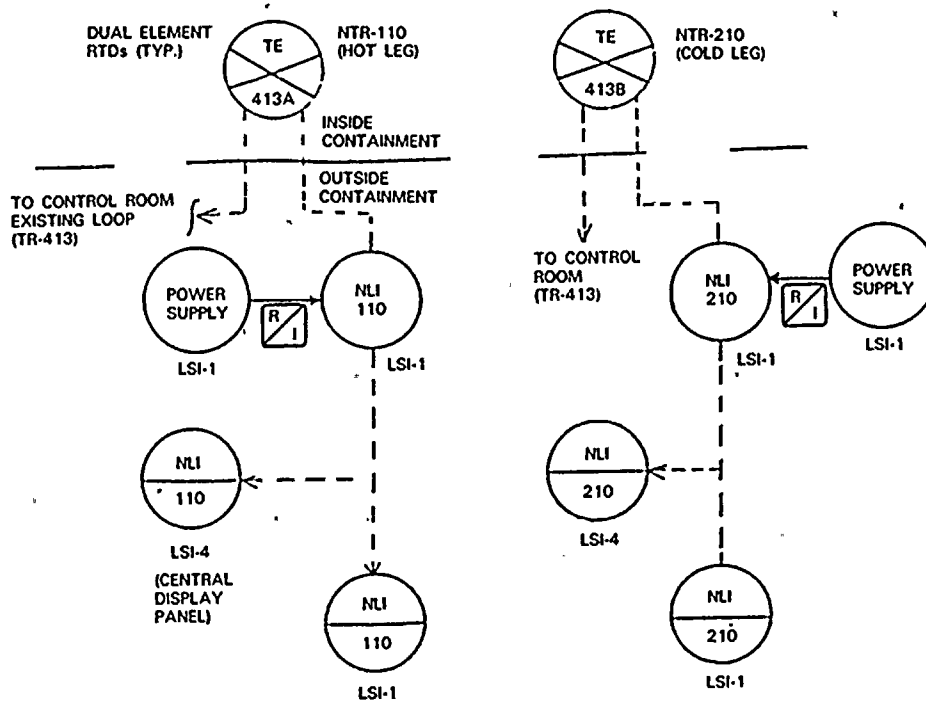 DUAL ELEMENT
RTDs (TYP.)
TE
413A
NTR-110
(HOT LEG)
INSIDE
CONTAINMENT
OUTSIDE
CONTAINMENT
TO CONTROL ROOM
EXISTING LOOP
(TR-413)
POWER
SUPPLY
LSI-1
R
I
NLI
110
LSI-1
NLI
110
LSI-4
(CENTRAL
DISPLAY
PANEL)
NLI
110
LSI-1
TE
413B
NTR-210
(COLD LEG)
TO CONTROL
ROOM
(TR-413)
NLI
210
LSI-1
R
I
POWER
SUPPLY
LSI-1
NLI
210
LSI-4
NLI
210
LSI-1